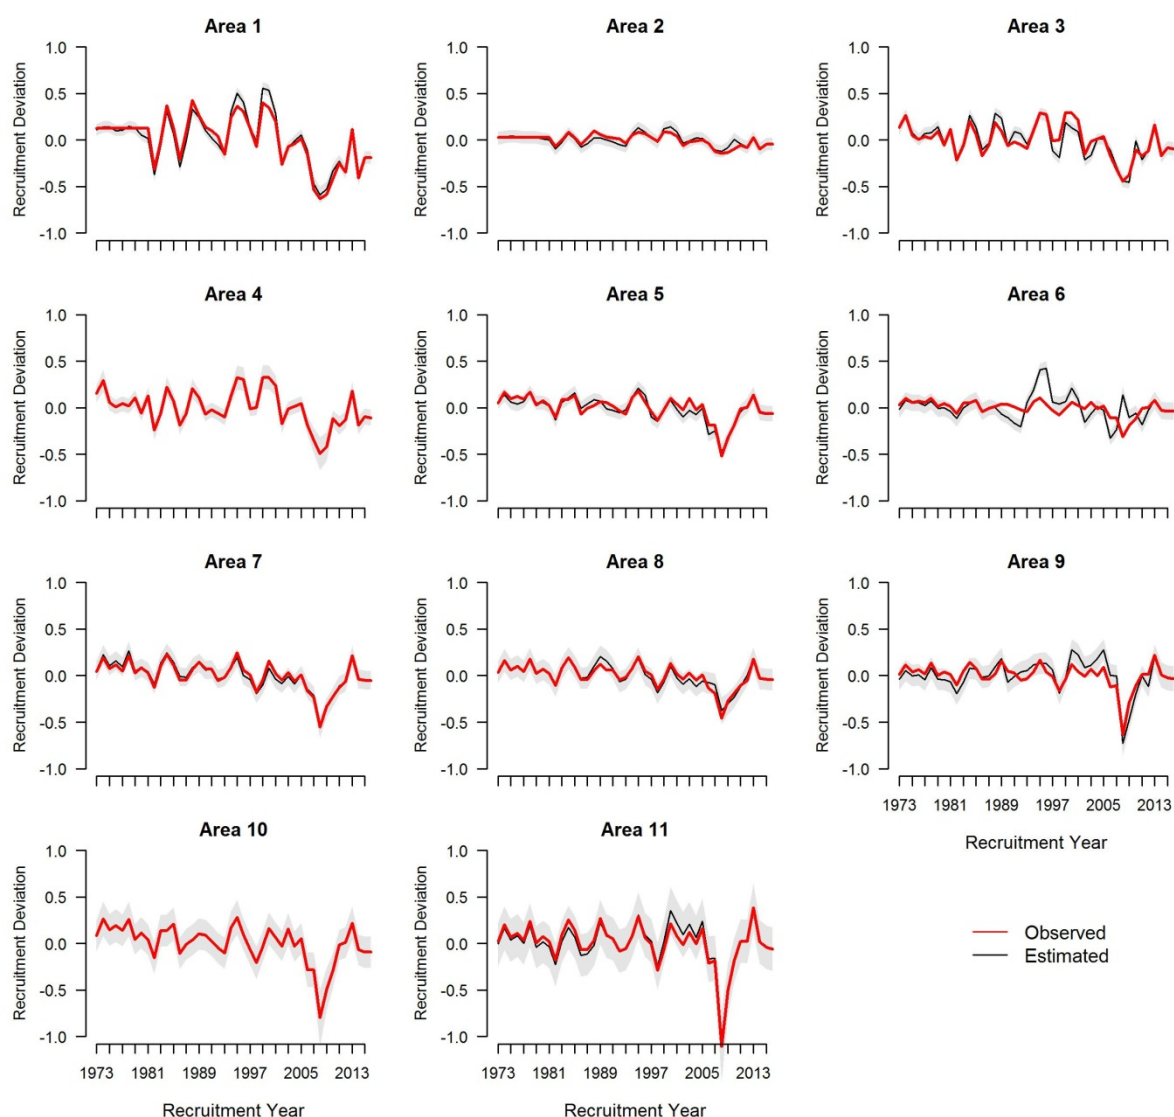 Area 1
Area 2
Area 3
1.0
0.5
0.0
-0.5
-1.0
Recruitment Deviation
1.0
0.5
0.0
-0.5
-1.0
Recruitment Deviation
1.0
0.5
0.0
-0.5
-1.0
Recruitment Deviation
Area 4
Area 5
Area 6
1.0
0.5
0.0
-0.5
-1.0
Recruitment Deviation
1.0
0.5
0.0
-0.5
-1.0
Recruitment Deviation
1.0
0.5
0.0
-0.5
-1.0
Recruitment Deviation
Area 7
Area 8
Area 9
1.0
0.5
0.0
-0.5
-1.0
Recruitment Deviation
1.0
0.5
0.0
-0.5
-1.0
Recruitment Deviation
1.0
0.5
0.0
-0.5
-1.0
Recruitment Deviation
1973 1981 1989 1997 2005 2013
Recruitment Year
Area 10
Area 11
1.0
0.5
0.0
-0.5
-1.0
Recruitment Deviation
1973 1981 1989 1997 2005 2013
Recruitment Year
1.0
0.5
0.0
-0.5
-1.0
Recruitment Deviation
1973 1981 1989 1997 2005 2013
Recruitment Year
Observed
Estimated